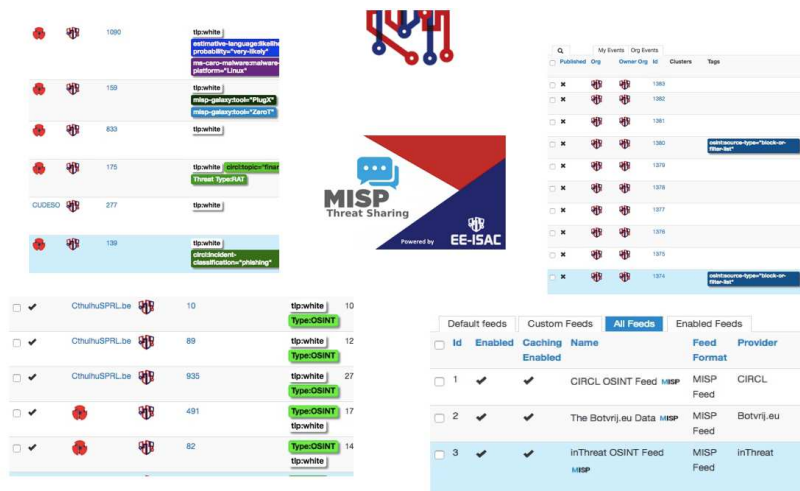 1090
tlp:white
estimative-language:likeliho
probability="very-likely"
ms-caro-malware:malware-
platform="Linux"
159
tlp:white
misp-galaxy:tool="PlugX"
misp-galaxy:tool="ZeroT"
833
tlp:white
175
tlp:white circl:topic="finan
Threat Type:RAT
CUDESO 277
tlp:white
139
tlp:white
circl:incident-
classification="phishing"
MISP
Threat Sharing
Powered by EE-ISAC
My Events Org Events
Published Org Owner Org Id Clusters Tags
1383
1382
1381
1380 osint:source-type="block-or-
filter-list"
1379
1378
1377
1376
1375
1374 osint:source-type="block-or-
filter-list"
CthulhuSPRL.be 10 tlp:white 10
Type:OSINT
CthulhuSPRL.be 89 tlp:white 12
Type:OSINT
CthulhuSPRL.be 935 tlp:white 27
Type:OSINT
491 Type:OSINT 17
tlp:white
82 Type:OSINT 14
tlp:white
Default feeds Custom Feeds All Feeds Enabled Feeds
Id Enabled Caching Enabled Name Feed Format Provider
1 CIRCL OSINT Feed MISP MISP Feed CIRCL
2 The Botvrij.eu Data MISP MISP Feed Botvrij.eu
3 inThreat OSINT Feed MISP MISP Feed inThreat